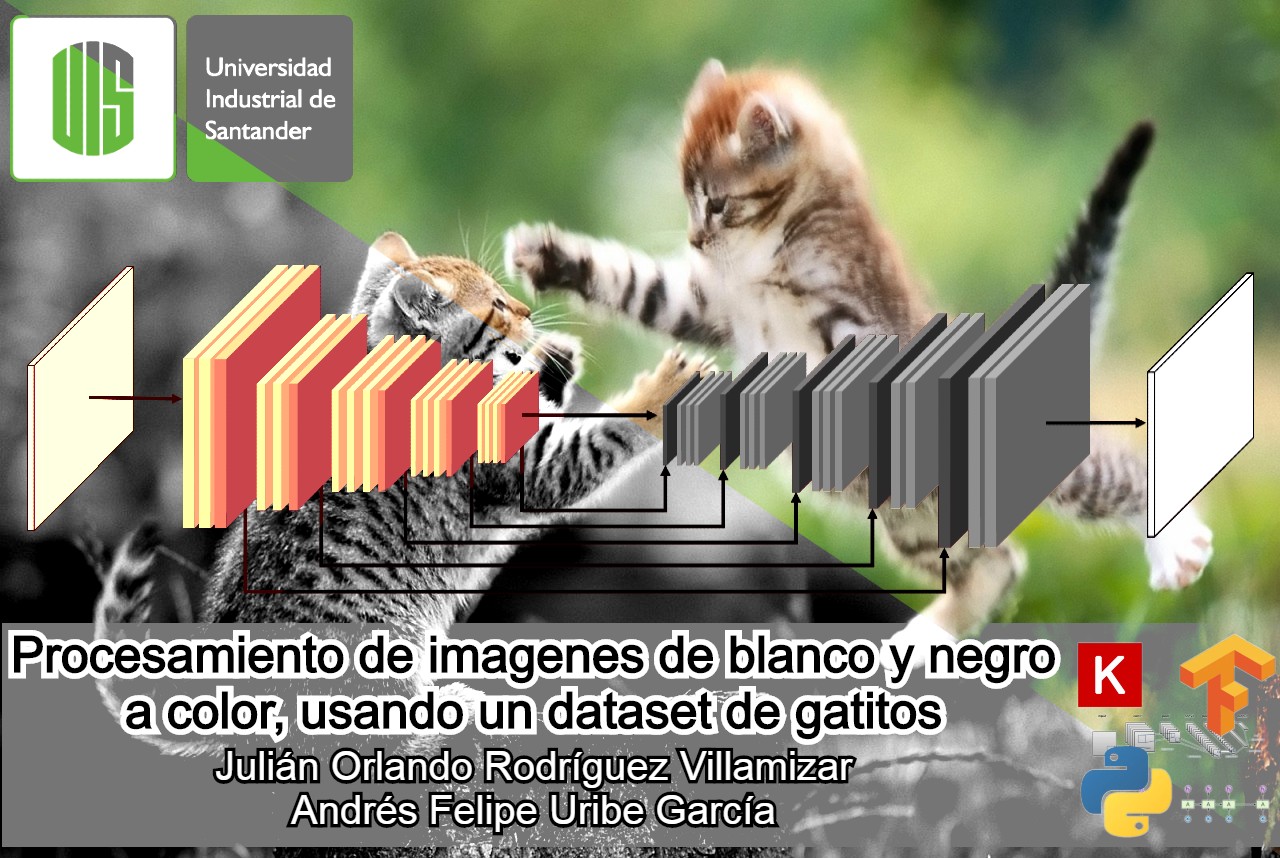 UIS
Universidad
Industrial de
Santander
Procesamiento de imagenes de blanco y negro
a color, usando un dataset de gatitos
Julián Orlando Rodríguez Villamizar
Andrés Felipe Uribe García
K
A A A A